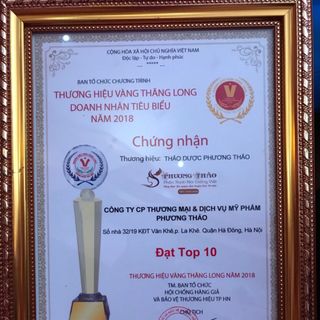 CỘNG HÒA XÃ HỘI CHỦ NGHĨA VIỆT NAM
Độc lập - Tự do - Hạnh phúc
BAN TỔ CHỨC CHƯƠNG TRÌNH
THƯƠNG HIỆU VÀNG THĂNG LONG
DOANH NHÂN TIÊU BIỂU
NĂM 2018
Chứng nhận
Thương hiệu: THẢO DƯỢC PHƯƠNG THẢO
PHƯƠNG THẢO
CÔNG TY CP THƯƠNG MẠI & DỊCH VỤ MỸ PHẨM
PHƯƠNG THẢO
Số nhà 32/19 KĐT Văn Khê,p. La Khê. Quận Hà Đông, Hà Nội
Đạt Top 10
THƯƠNG HIỆU VÀNG THĂNG LONG NĂM 2018
TM. BAN TỔ CHỨC
HỘI CHỐNG HÀNG GIẢ
VÀ BẢO VỆ THƯƠNG HIỆU TP HN
CHỦ TỊCH